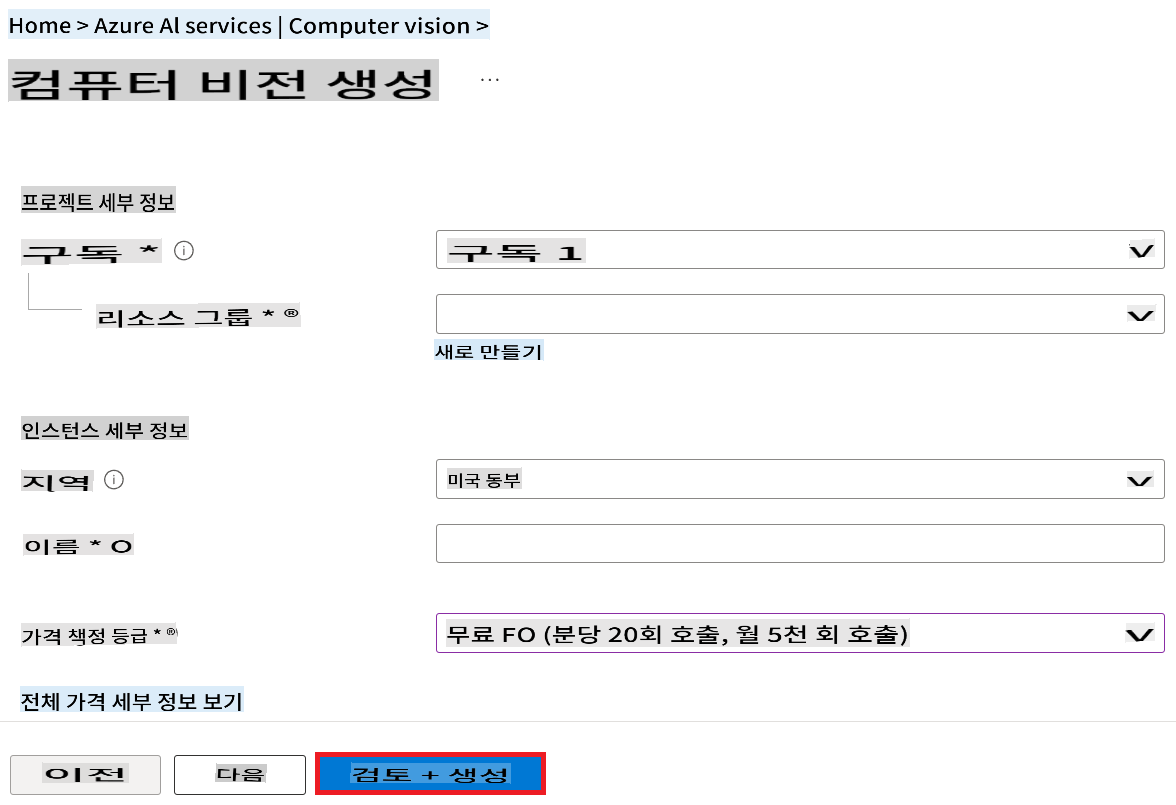 Home > Azure Al services | Computer vision >
컴퓨터 비전 생성 ...
프로젝트 세부 정보
구독 * 구독 1
리소스 그룹 * ®
새로 만들기
인스턴스 세부 정보
지역 미국 동부
이름 * O
가격 책정 등급 * ® 무료 FO (분당 20회 호출, 월 5천 회 호출)
전체 가격 세부 정보 보기
이전 다음 검토 + 생성